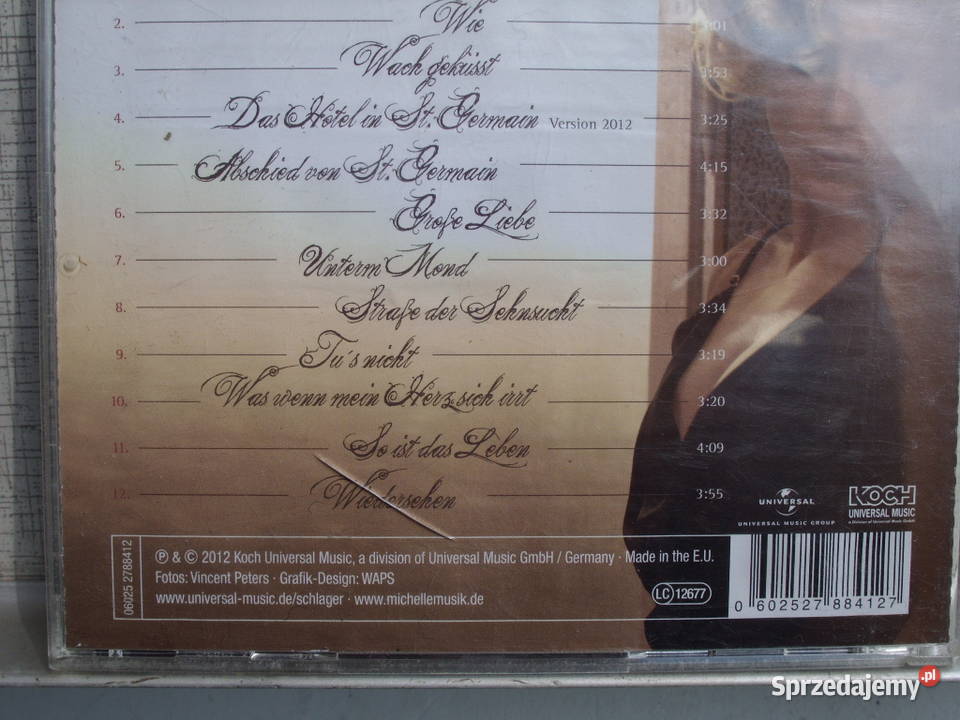 2. Wie 3:01
3. Wach geküsst 3:53
4. Das Hotel in St. Germain Version 2012 3:25
5. Abschied von St. Germain 4:15
6. Große Liebe 3:32
7. Unterm Mond 3:00
8. Straße der Sehnsucht 3:34
9. Tu's nicht 3:19
10. Was wenn mein Herz sich irrt 3:20
11. So ist das Leben 4:09
12. Wiedersehen 3:55
UNIVERSAL
UNIVERSAL MUSIC GROUP
KOCH
UNIVERSAL MUSIC
a Division of Universal Music GmbH
06025 2788412
℗ & © 2012 Koch Universal Music, a division of Universal Music GmbH / Germany · Made in the E.U.
Fotos: Vincent Peters · Grafik-Design: WAPS
www.universal-music.de/schlager · www.michellemusik.de
LC 12677
0 602527 884127
Sprzedajemy.pl